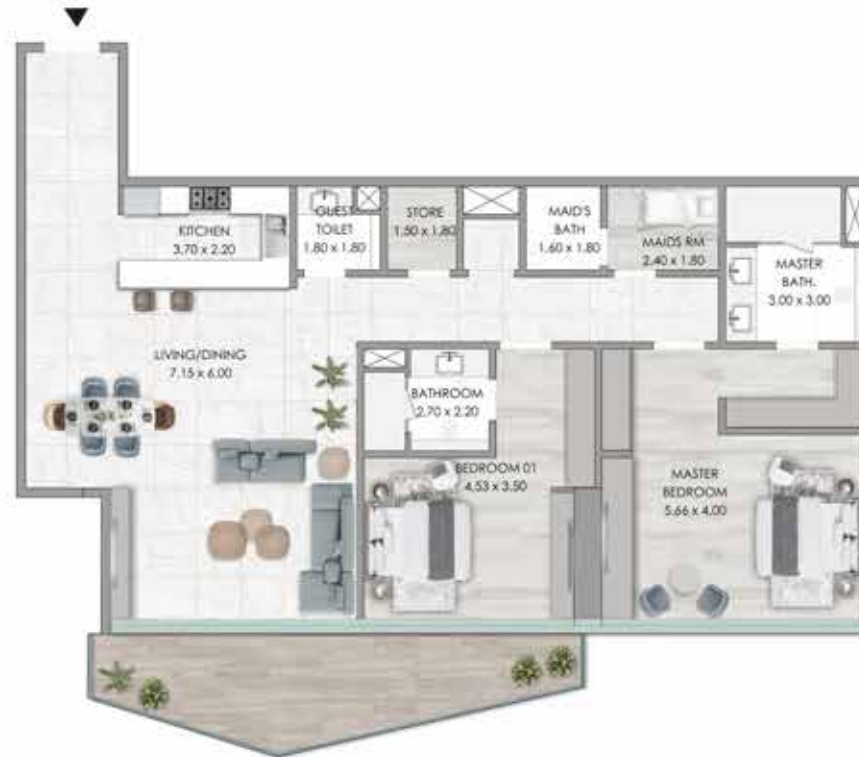 KITCHEN
3.70 x 2.20
GUEST
TOILET
1.80 x 1.80
STORE
1.50 x 1.80
MAID'S
BATH
1.60 x 1.80
MAIDS RM
2.40 x 1.80
MASTER
BATH.
3.00 x 3.00
LIVING/DINING
7.15 x 6.00
BATHROOM
2.70 x 2.20
BEDROOM 01
4.53 x 3.50
MASTER
BEDROOM
5.66 x 4.00